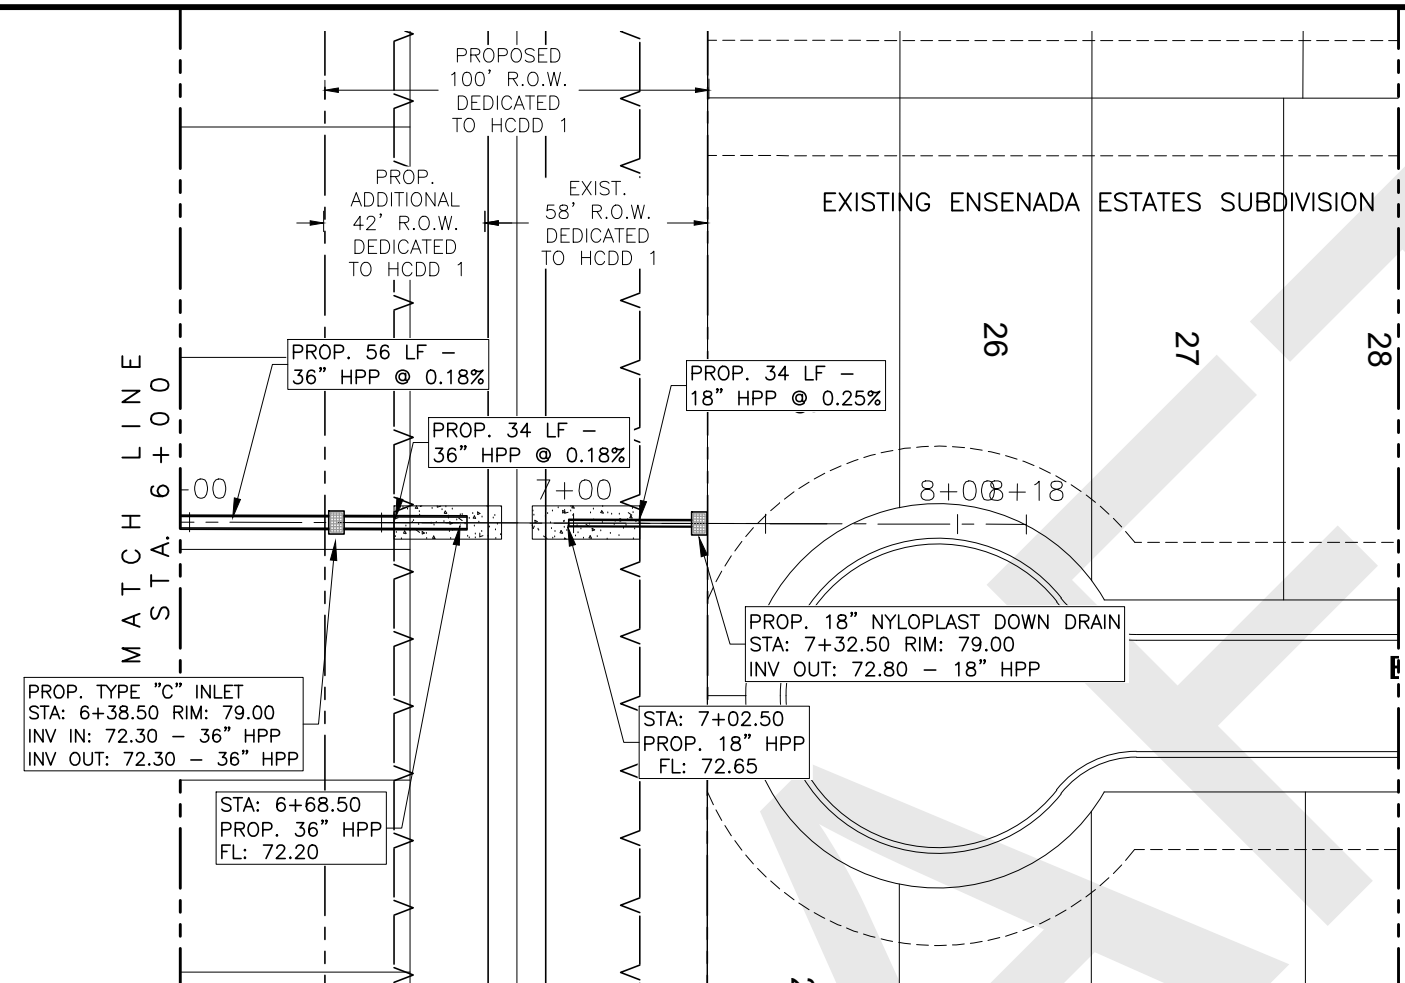 PROPOSED
100' R.O.W.
DEDICATED
TO HCDD 1
PROP.
ADDITIONAL
42' R.O.W.
DEDICATED
TO HCDD 1
EXIST.
58' R.O.W.
DEDICATED
TO HCDD 1
EXISTING ENSENADA ESTATES SUBDIVISION
26
27
28
MATCH LINE
STA. 6+00
PROP. 56 LF –
36" HPP @ 0.18%
PROP. 34 LF –
36" HPP @ 0.18%
PROP. 34 LF –
18" HPP @ 0.25%
00
7+00
8+00
8+18
PROP. 18" NYLOPLAST DOWN DRAIN
STA: 7+32.50 RIM: 79.00
INV OUT: 72.80 – 18" HPP
PROP. TYPE "C" INLET
STA: 6+38.50 RIM: 79.00
INV IN: 72.30 – 36" HPP
INV OUT: 72.30 – 36" HPP
STA: 7+02.50
PROP. 18" HPP
FL: 72.65
STA: 6+68.50
PROP. 36" HPP
FL: 72.20